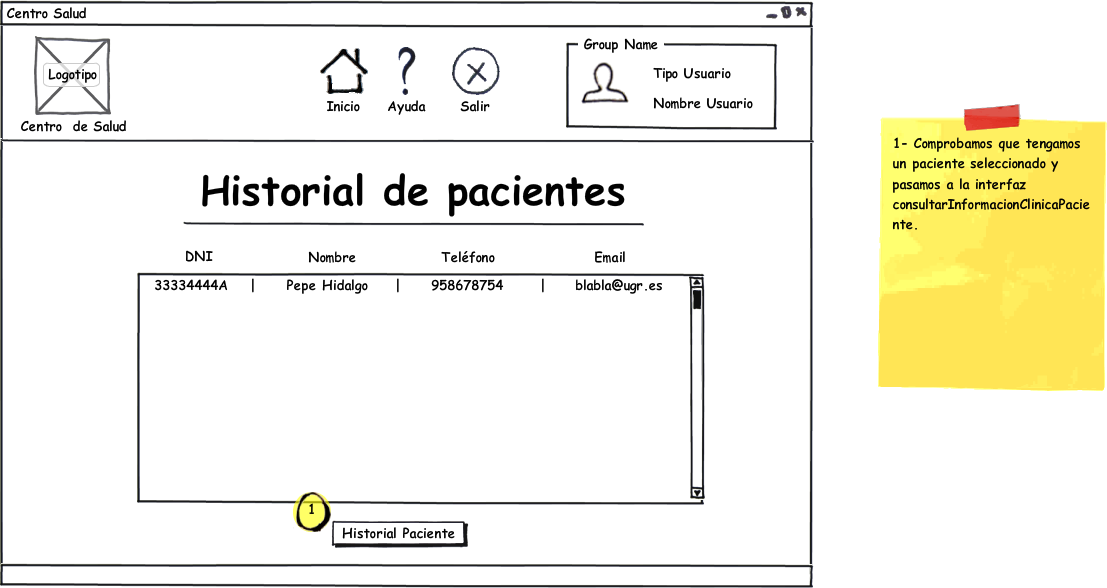 Centro Salud
Logotipo
Centro de Salud
Inicio
Ayuda
Salir
Group Name
Tipo Usuario
Nombre Usuario
Historial de pacientes
DNI Nombre Teléfono Email
33334444A | Pepe Hidalgo | 958678754 | blabla@ugr.es
1
Historial Paciente
1- Comprobamos que tengamos
un paciente seleccionado y
pasamos a la interfaz
consultarInformacionClinicaPacie
nte.